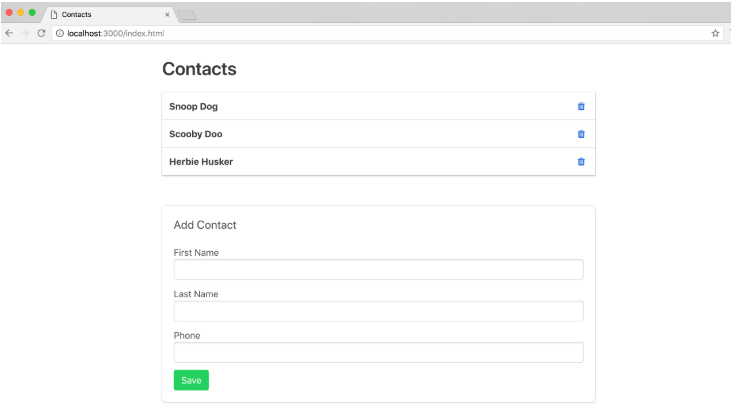 Contacts
localhost:3000/index.html
Contacts
Snoop Dog
Scooby Doo
Herbie Husker
Add Contact
First Name
Last Name
Phone
Save